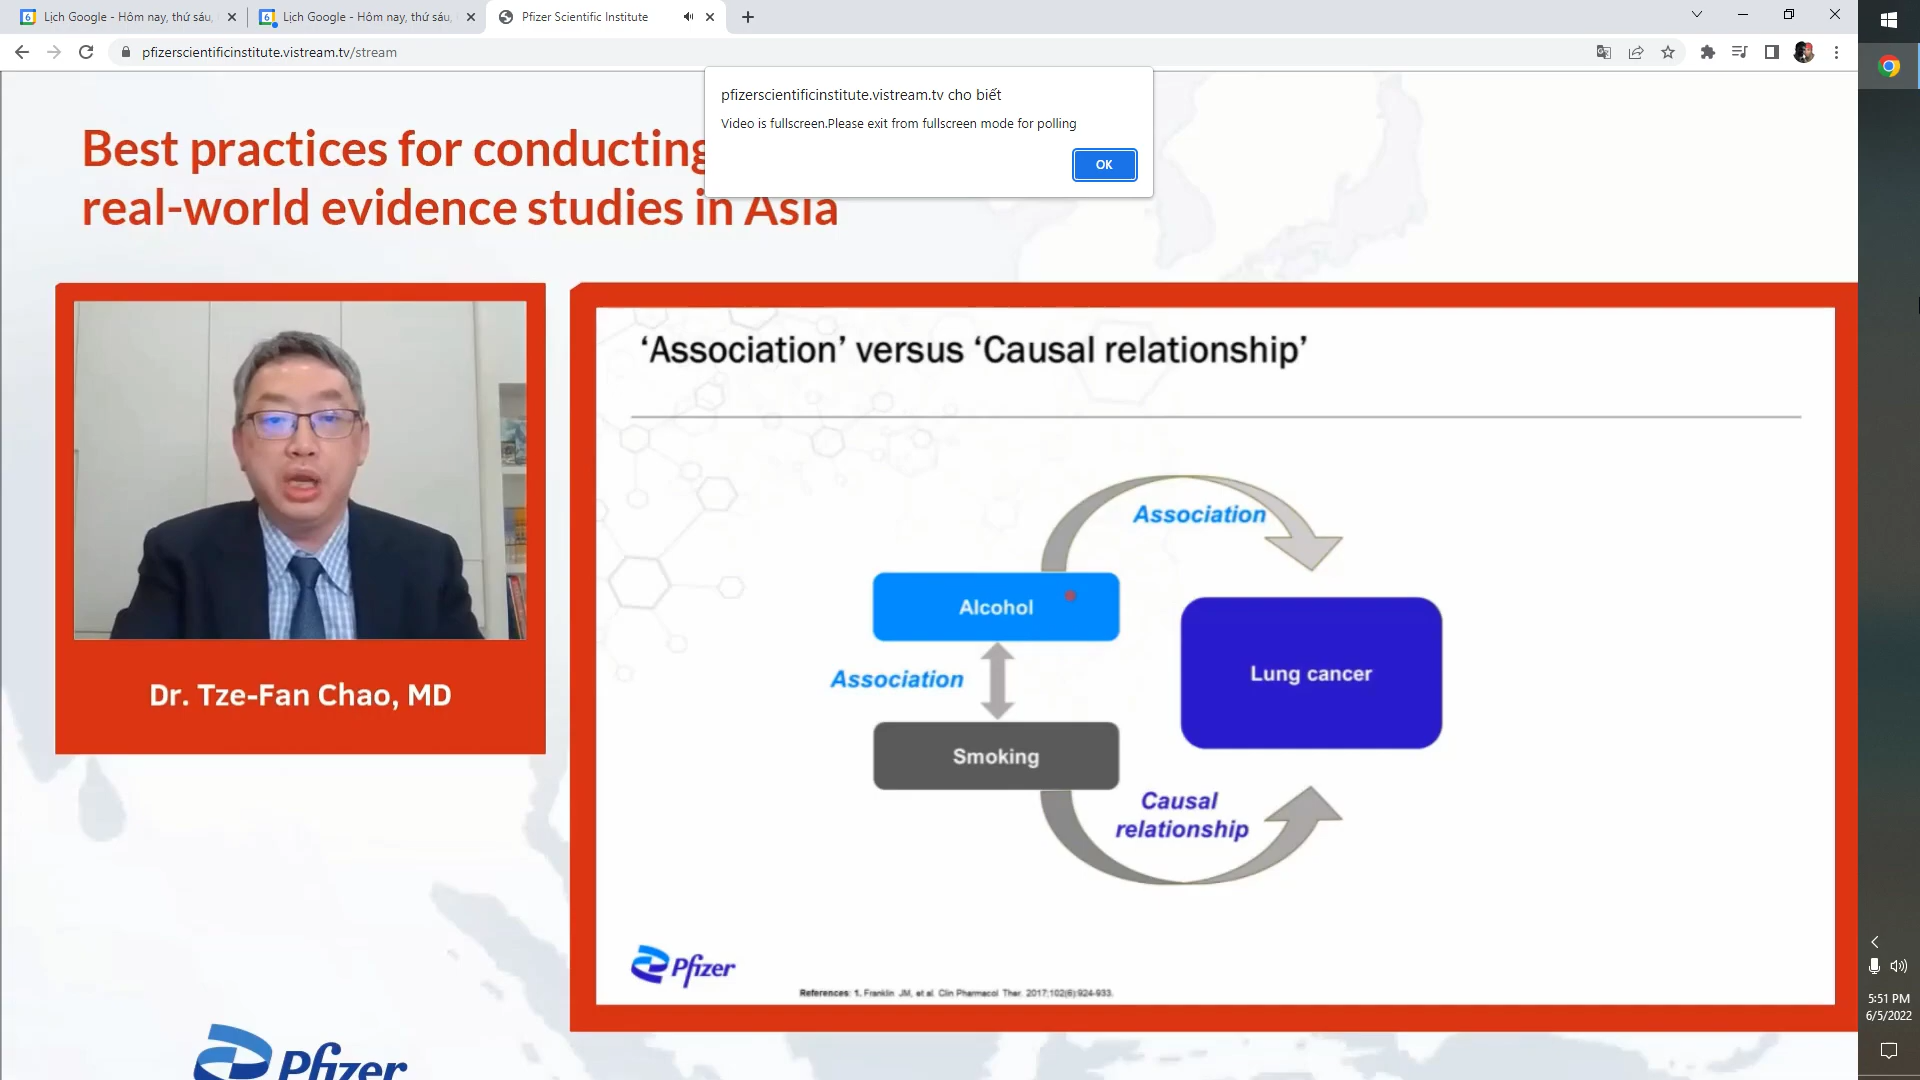 Lịch Google - Hôm nay, thứ sáu,
Lịch Google - Hôm nay, thứ sáu,
Pfizer Scientific Institute
pfizerscientificinstitute.vistream.tv/stream
pfizerscientificinstitute.vistream.tv cho biết
Video is fullscreen.Please exit from fullscreen mode for polling
OK
Best practices for conducting
real-world evidence studies in Asia
Dr. Tze-Fan Chao, MD
‘Association’ versus ‘Causal relationship’
Association
Alcohol
Association
Lung cancer
Smoking
Causal
relationship
Pfizer
References: 1. Franklin JM, et al. Clin Pharmacol Ther. 2017;102(6):924-933.
Pfizer
5:51 PM
6/5/2022